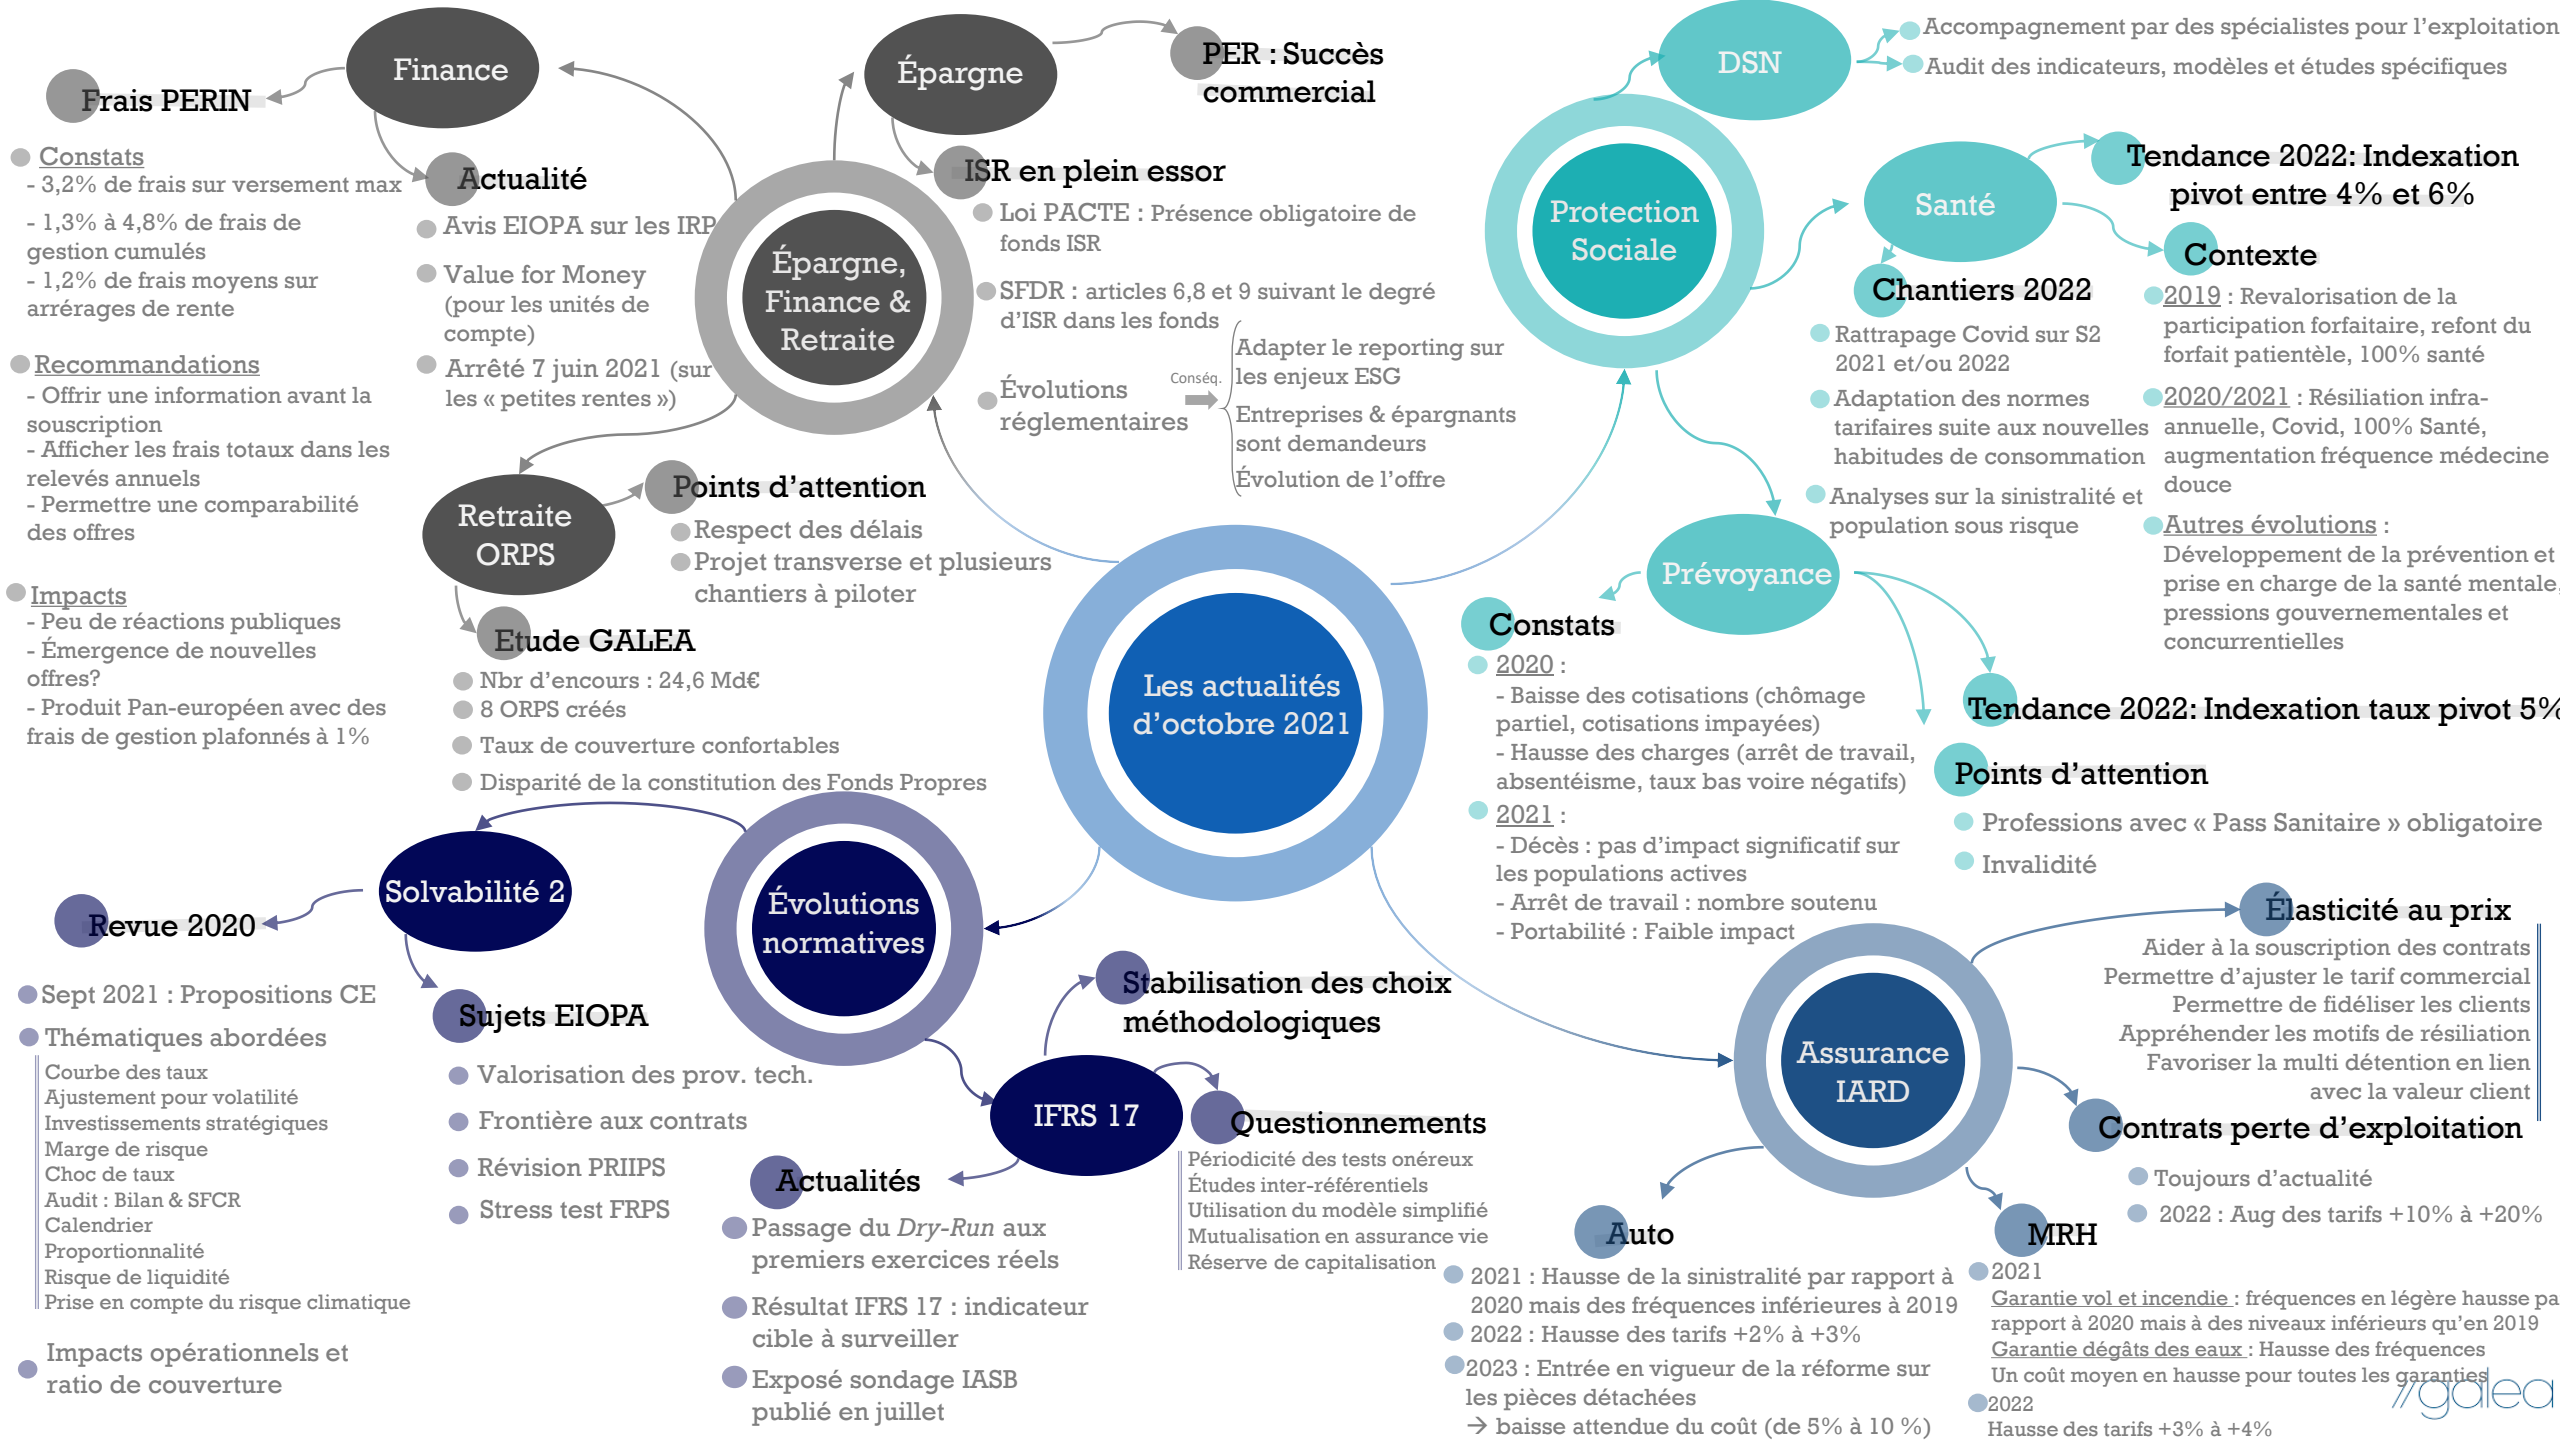 Les actualités
d'octobre 2021
Épargne,
Finance &
Retraite
Finance
Frais PERIN
Constats
- 3,2% de frais sur versement max
- 1,3% à 4,8% de frais de
gestion cumulés
- 1,2% de frais moyens sur
arrérages de rente
Recommandations
- Offrir une information avant la
souscription
- Afficher les frais totaux dans les
relevés annuels
- Permettre une comparabilité
des offres
Impacts
- Peu de réactions publiques
- Émergence de nouvelles
offres?
- Produit Pan-européen avec des
frais de gestion plafonnés à 1%
Actualité
Avis EIOPA sur les IRP
Value for Money
(pour les unités de
compte)
Arrêté 7 juin 2021 (sur
les « petites rentes »)
Épargne
PER : Succès
commercial
ISR en plein essor
Loi PACTE : Présence obligatoire de
fonds ISR
SFDR : articles 6,8 et 9 suivant le degré
d'ISR dans les fonds
Évolutions
réglementaires
Conséq.
Adapter le reporting sur
les enjeux ESG
Entreprises & épargnants
sont demandeurs
Évolution de l'offre
Retraite
ORPS
Points d'attention
Respect des délais
Projet transverse et plusieurs
chantiers à piloter
Etude GALEA
Nbr d'encours : 24,6 Md€
8 ORPS créés
Taux de couverture confortables
Disparité de la constitution des Fonds Propres
Protection
Sociale
DSN
Accompagnement par des spécialistes pour l'exploitation
Audit des indicateurs, modèles et études spécifiques
Santé
Tendance 2022: Indexation
pivot entre 4% et 6%
Contexte
2019 : Revalorisation de la
participation forfaitaire, refont du
forfait patientèle, 100% santé
2020/2021 : Résiliation infra-
annuelle, Covid, 100% Santé,
augmentation fréquence médecine
douce
Autres évolutions :
Développement de la prévention et
prise en charge de la santé mentale,
pressions gouvernementales et
concurrentielles
Chantiers 2022
Rattrapage Covid sur S2
2021 et/ou 2022
Adaptation des normes
tarifaires suite aux nouvelles
habitudes de consommation
Analyses sur la sinistralité et
population sous risque
Prévoyance
Constats
2020 :
- Baisse des cotisations (chômage
partiel, cotisations impayées)
- Hausse des charges (arrêt de travail,
absentéisme, taux bas voire négatifs)
2021 :
- Décès : pas d'impact significatif sur
les populations actives
- Arrêt de travail : nombre soutenu
- Portabilité : Faible impact
Tendance 2022: Indexation taux pivot 5%
Points d'attention
Professions avec « Pass Sanitaire » obligatoire
Invalidité
Évolutions
normatives
Solvabilité 2
Revue 2020
Sept 2021 : Propositions CE
Thématiques abordées
Courbe des taux
Ajustement pour volatilité
Investissements stratégiques
Marge de risque
Choc de taux
Audit : Bilan & SFCR
Calendrier
Proportionnalité
Risque de liquidité
Prise en compte du risque climatique
Impacts opérationnels et
ratio de couverture
Sujets EIOPA
Valorisation des prov. tech.
Frontière aux contrats
Révision PRIIPS
Stress test FRPS
IFRS 17
Stabilisation des choix
méthodologiques
Questionnements
Périodicité des tests onéreux
Études inter-référentiels
Utilisation du modèle simplifié
Mutualisation en assurance vie
Réserve de capitalisation
Actualités
Passage du Dry-Run aux
premiers exercices réels
Résultat IFRS 17 : indicateur
cible à surveiller
Exposé sondage IASB
publié en juillet
Assurance
IARD
Élasticité au prix
Aider à la souscription des contrats
Permettre d'ajuster le tarif commercial
Permettre de fidéliser les clients
Appréhender les motifs de résiliation
Favoriser la multi détention en lien
avec la valeur client
Contrats perte d'exploitation
Toujours d'actualité
2022 : Aug des tarifs +10% à +20%
Auto
2021 : Hausse de la sinistralité par rapport à
2020 mais des fréquences inférieures à 2019
2022 : Hausse des tarifs +2% à +3%
2023 : Entrée en vigueur de la réforme sur
les pièces détachées
→ baisse attendue du coût (de 5% à 10 %)
MRH
2021
Garantie vol et incendie : fréquences en légère hausse pa
rapport à 2020 mais à des niveaux inférieurs qu'en 2019
Garantie dégâts des eaux : Hausse des fréquences
Un coût moyen en hausse pour toutes les garanties
2022
Hausse des tarifs +3% à +4%
//galea